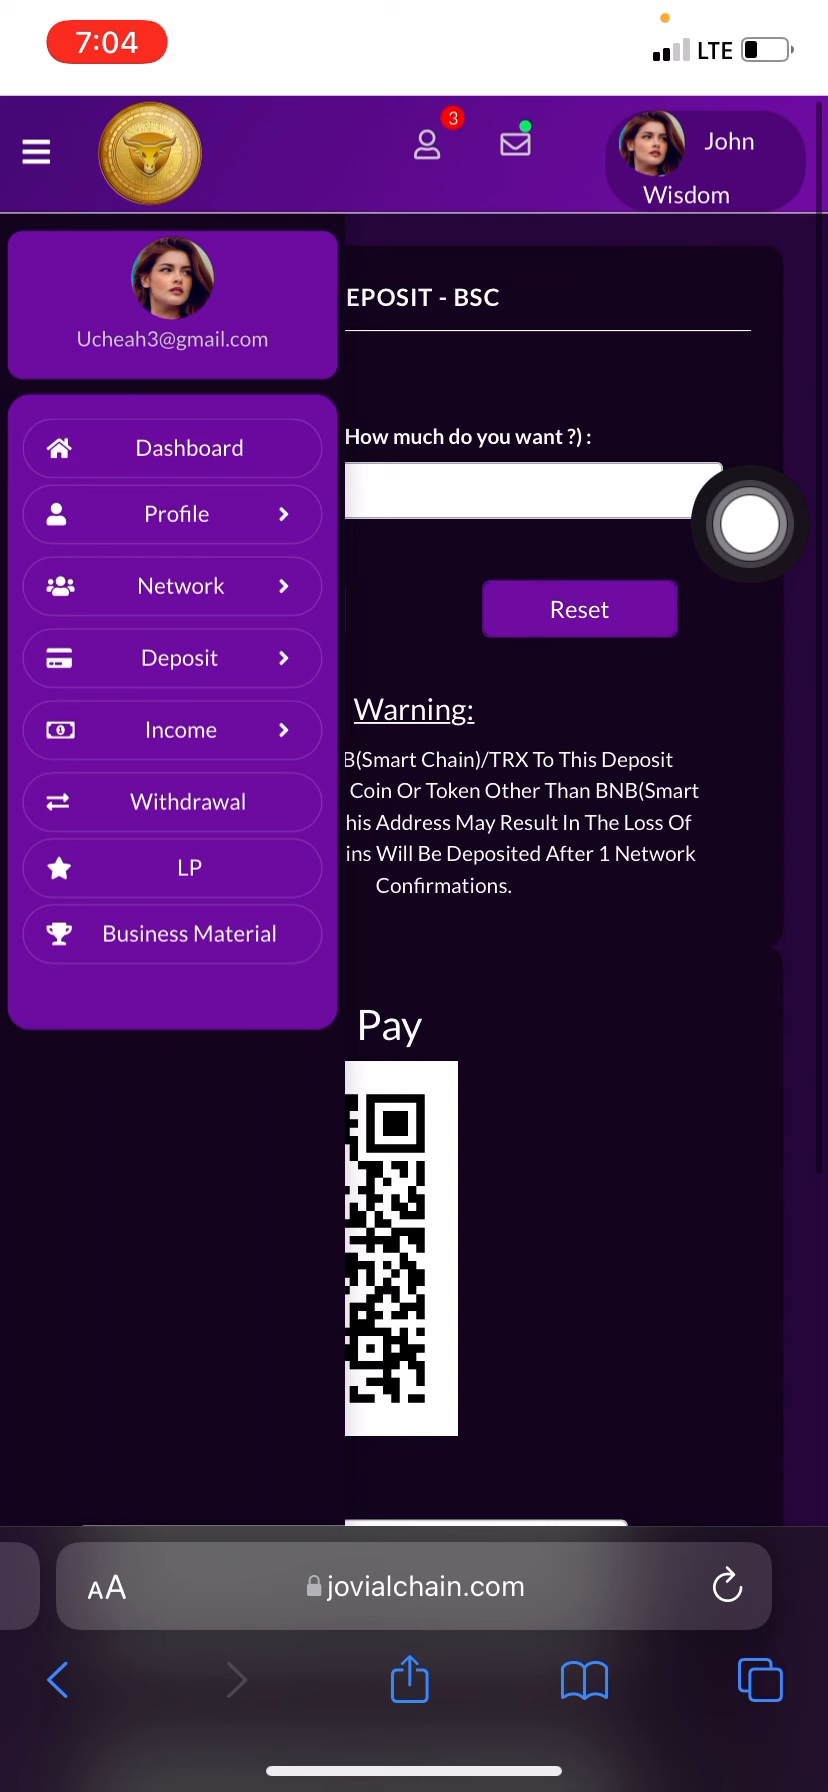 7:04
LTE
3
John
Wisdom
Ucheah3@gmail.com
Dashboard
Profile
Network
Deposit
Income
Withdrawal
LP
Business Material
EPOSIT - BSC
How much do you want ?) :
Reset
Warning:
B(Smart Chain)/TRX To This Deposit
Coin Or Token Other Than BNB(Smart
his Address May Result In The Loss Of
ins Will Be Deposited After 1 Network
Confirmations.
Pay
AA
jovialchain.com